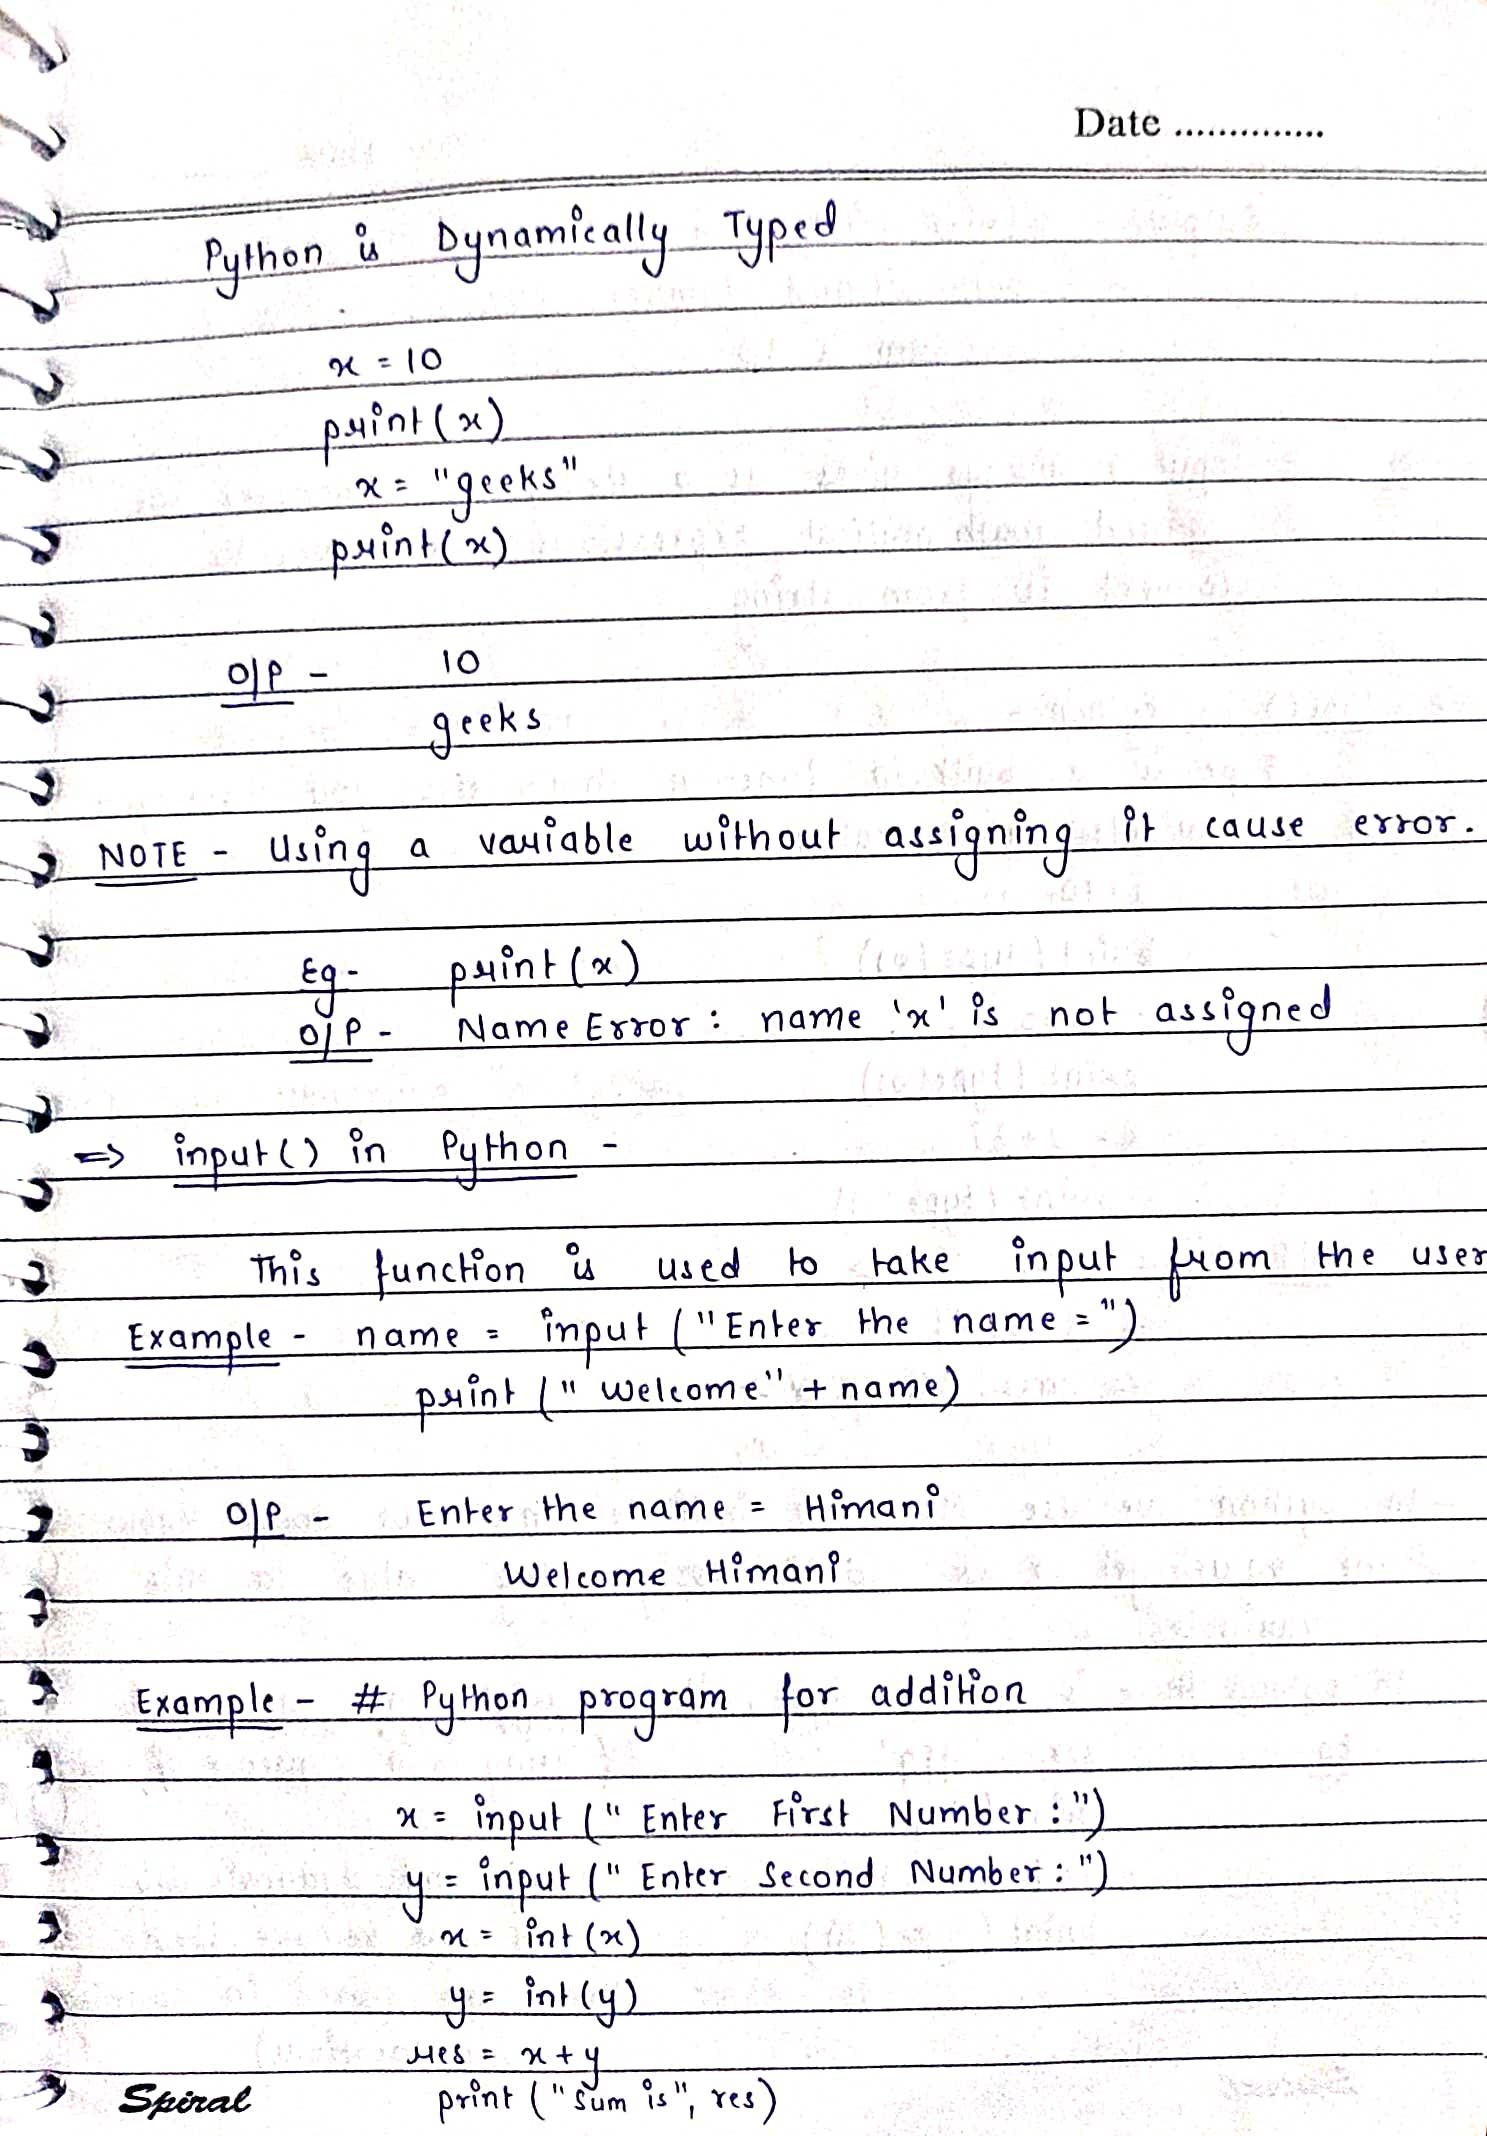 Date ..............
Python is Dynamically Typed
x = 10
print(x)
x = "geeks"
print(x)
O/P - 10
geeks
NOTE - Using a variable without assigning it cause error.
Eg- print(x)
O/P - Name Error : name 'x' is not assigned
=> input() in Python -
This function is used to take input from the user
Example - name = input ("Enter the name =")
print (" Welcome" + name)
O/P - Enter the name = Himani
Welcome Himani
Example - # Python program for addition
x = input (" Enter First Number :")
y = input (" Enter Second Number : ")
x = int (x)
y = int (y)
res = x + y
Spiral print ("Sum is", res)